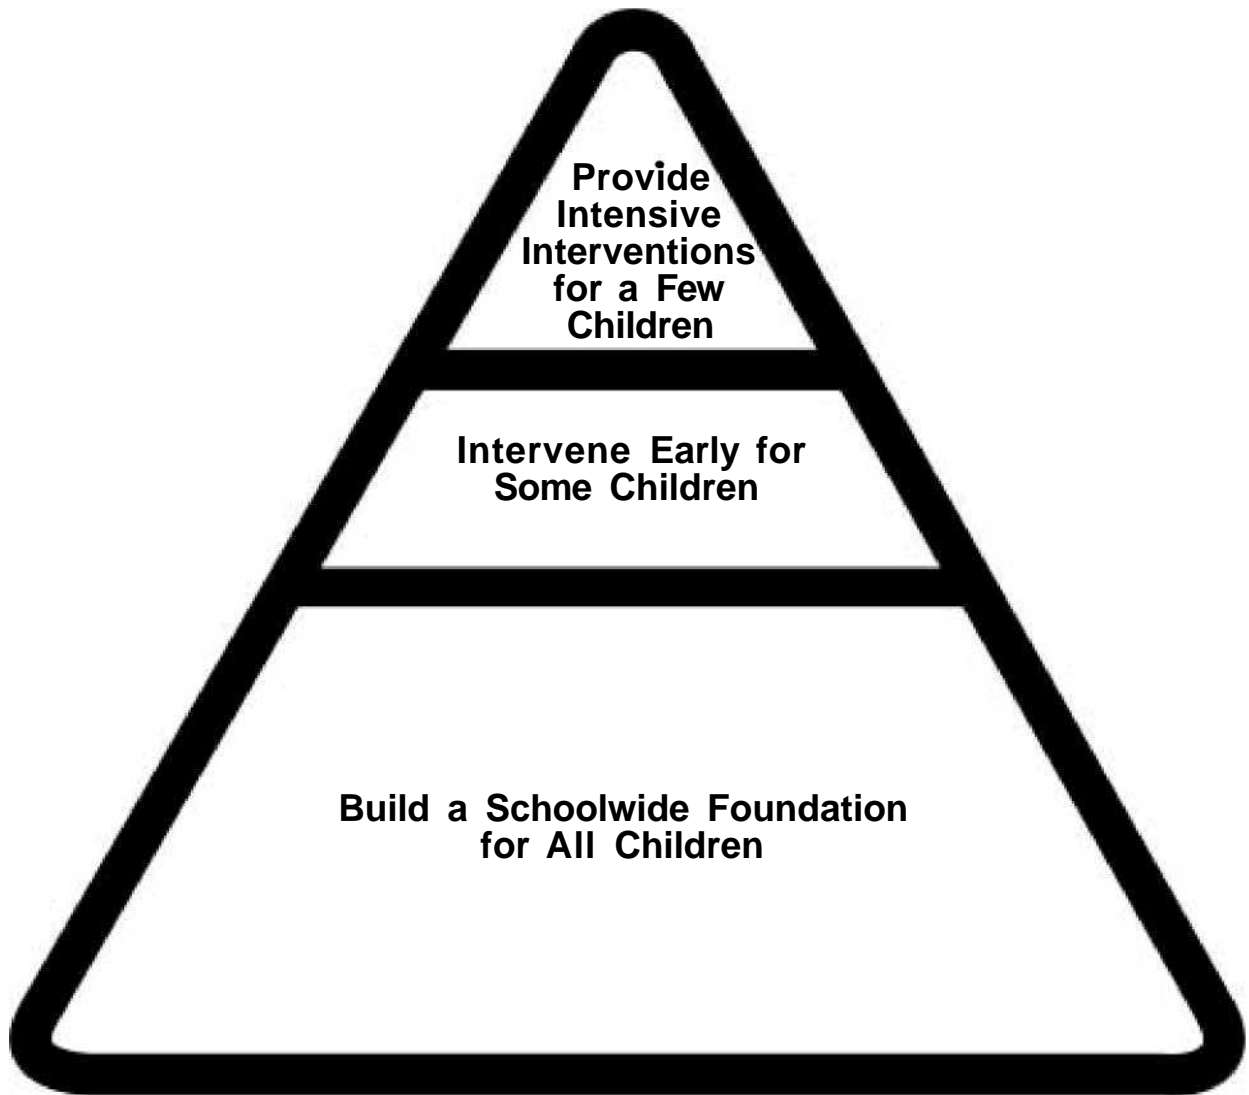 Provide
Intensive
Interventions
for a Few
Children
Intervene Early for
Some Children
Build a Schoolwide Foundation
for All Children